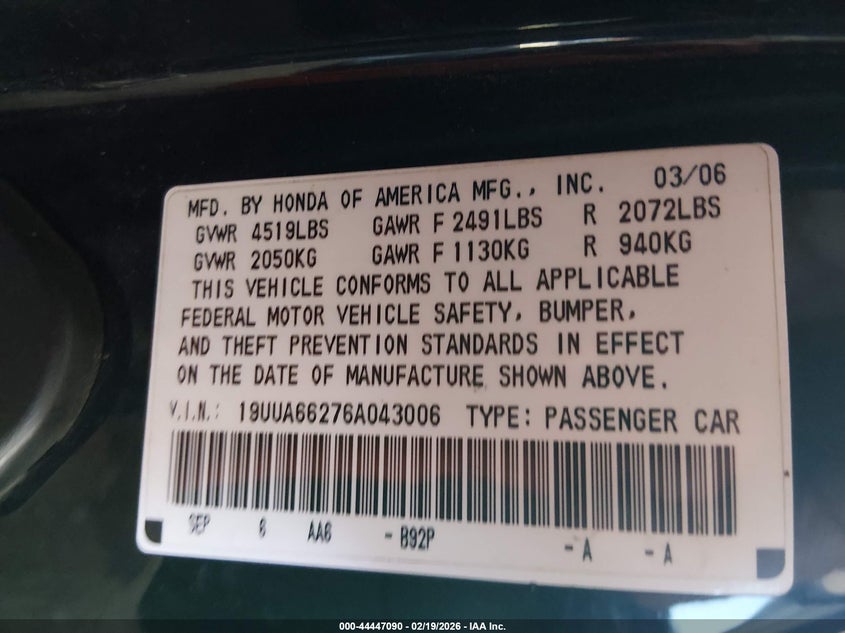 MFD. BY HONDA OF AMERICA MFG., INC. 03/06
GVWR 4519LBS GAWR F 2491LBS R 2072LBS
GVWR 2050KG GAWR F 1130KG R 940KG
THIS VEHICLE CONFORMS TO ALL APPLICABLE
FEDERAL MOTOR VEHICLE SAFETY, BUMPER,
AND THEFT PREVENTION STANDARDS IN EFFECT
ON THE DATE OF MANUFACTURE SHOWN ABOVE.
V.I.N.: 19UUA66276A043006 TYPE: PASSENGER CAR
SEP 6 AA6 - B92P - A - A
000-44447090 - 02/19/2026 - IAA Inc.